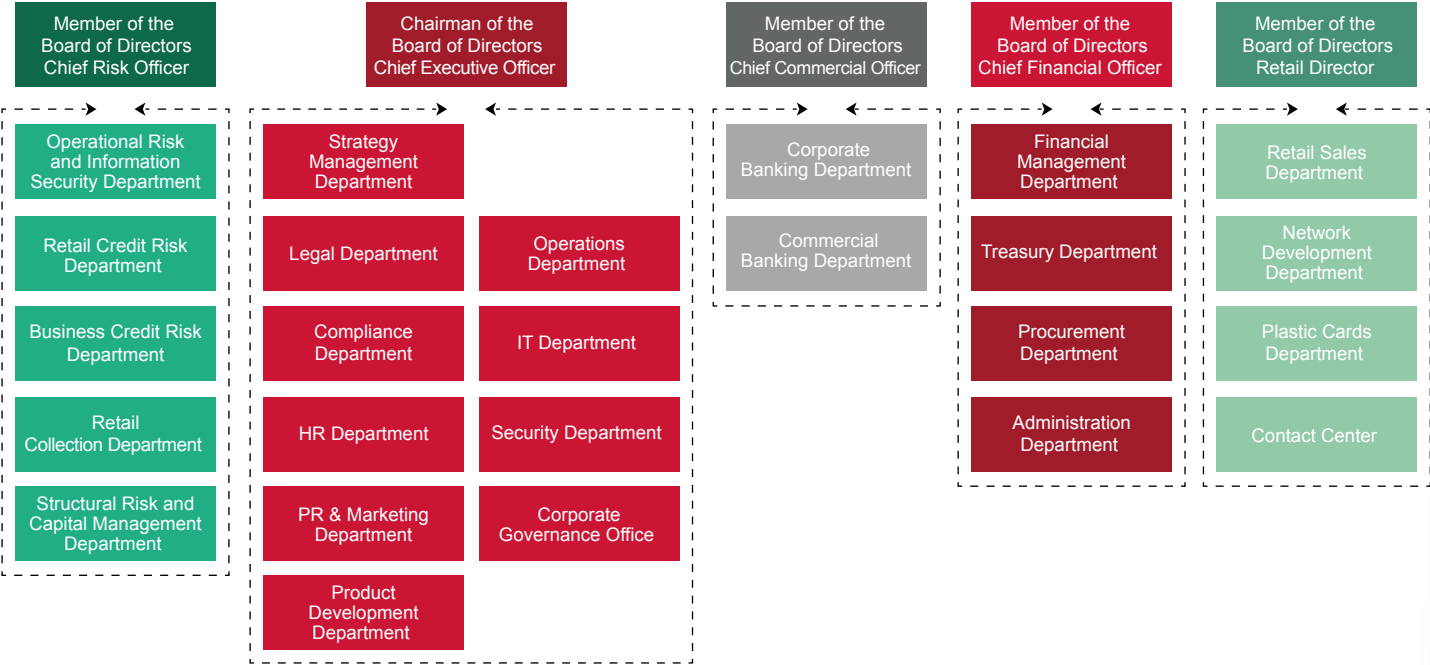 Member of the
Board of Directors
Chief Risk Officer
Operational Risk
and Information
Security Department
Retail Credit Risk
Department
Business Credit Risk
Department
Retail
Collection Department
Structural Risk and
Capital Management
Department
Chairman of the
Board of Directors
Chief Executive Officer
Strategy
Management
Department
Legal Department
Compliance
Department
HR Department
PR & Marketing
Department
Product
Development
Department
Operations
Department
IT Department
Security Department
Corporate
Governance Office
Member of the
Board of Directors
Chief Commercial Officer
Corporate
Banking Department
Commercial
Banking Department
Member of the
Board of Directors
Chief Financial Officer
Financial
Management
Department
Treasury Department
Procurement
Department
Administration
Department
Member of the
Board of Directors
Retail Director
Retail Sales
Department
Network
Development
Department
Plastic Cards
Department
Contact Center